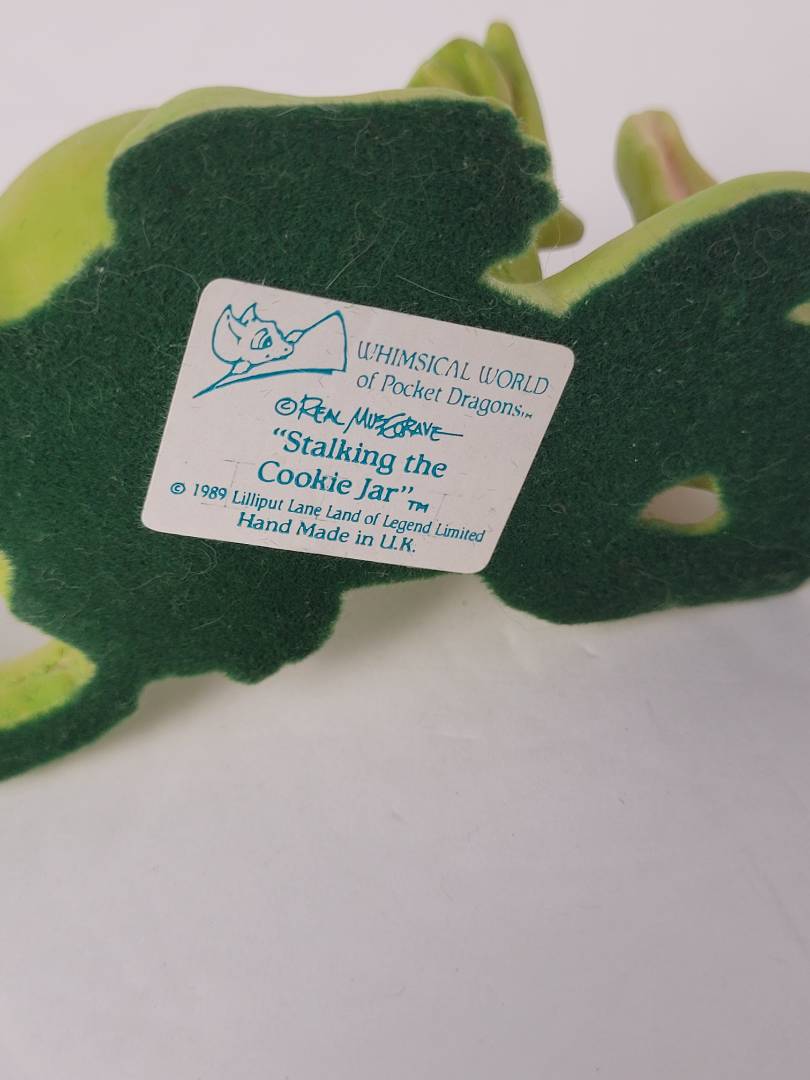 WHIMSICAL WORLD
of Pocket Dragons™
© REAL MUSGRAVE
“Stalking the
Cookie Jar”™
© 1989 Lilliput Lane Land of Legend Limited
Hand Made in U.K.